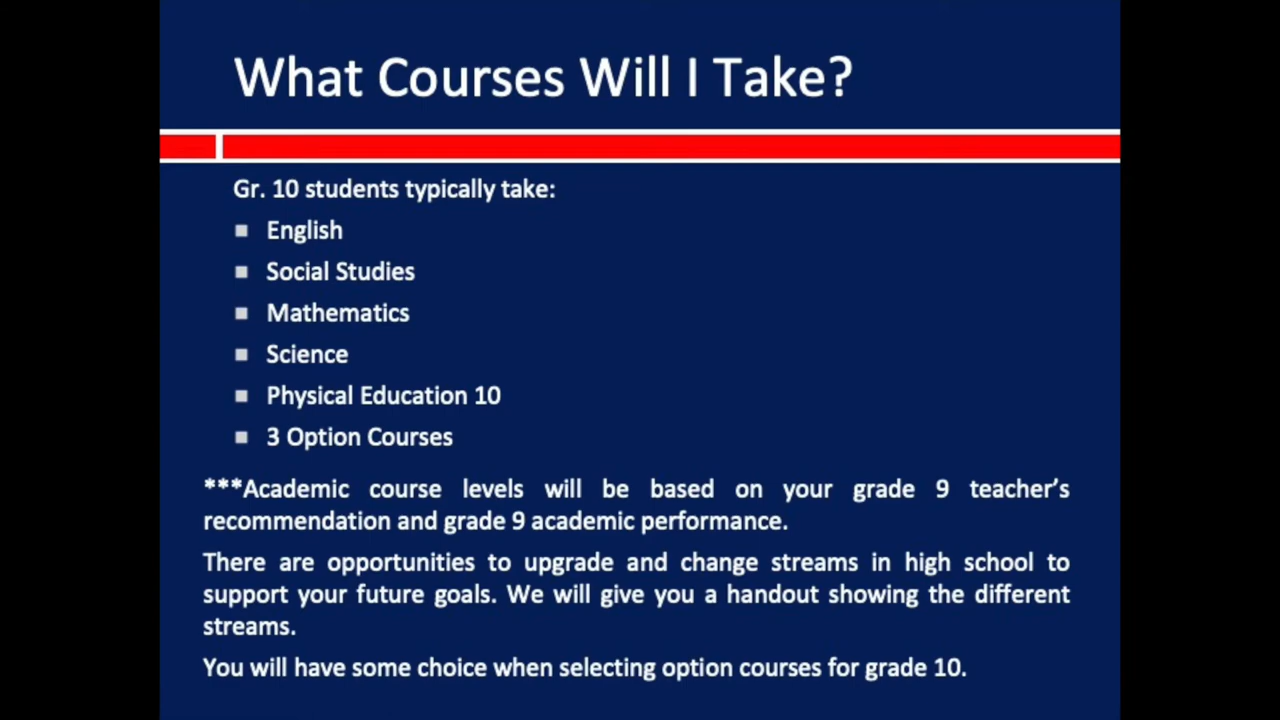 What Courses Will I Take?
Gr. 10 students typically take:
English
Social Studies
Mathematics
Science
Physical Education 10
3 Option Courses
***Academic course levels will be based on your grade 9 teacher's
recommendation and grade 9 academic performance.
There are opportunities to upgrade and change streams in high school to
support your future goals. We will give you a handout showing the different
streams.
You will have some choice when selecting option courses for grade 10.